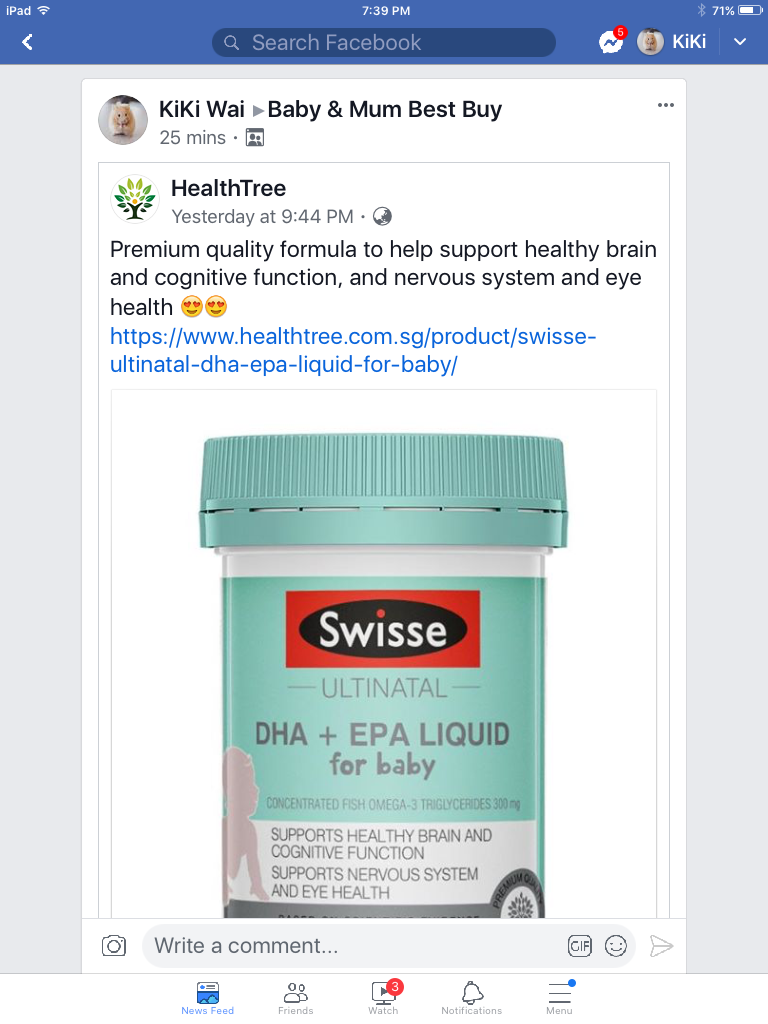 iPad 7:39 PM 71%
Search Facebook 5 KiKi
KiKi Wai ▸ Baby & Mum Best Buy
25 mins ·
HealthTree
Yesterday at 9:44 PM ·
Premium quality formula to help support healthy brain
and cognitive function, and nervous system and eye
health 😍😍
https://www.healthtree.com.sg/product/swisse-
ultinatal-dha-epa-liquid-for-baby/
Swisse
ULTINATAL
DHA + EPA LIQUID
for baby
CONCENTRATED FISH OMEGA-3 TRIGLYCERIDES 300 mg
SUPPORTS HEALTHY BRAIN AND
COGNITIVE FUNCTION
SUPPORTS NERVOUS SYSTEM
AND EYE HEALTH
PREMIUM
Write a comment... GIF
3
News Feed Friends Watch Notifications Menu